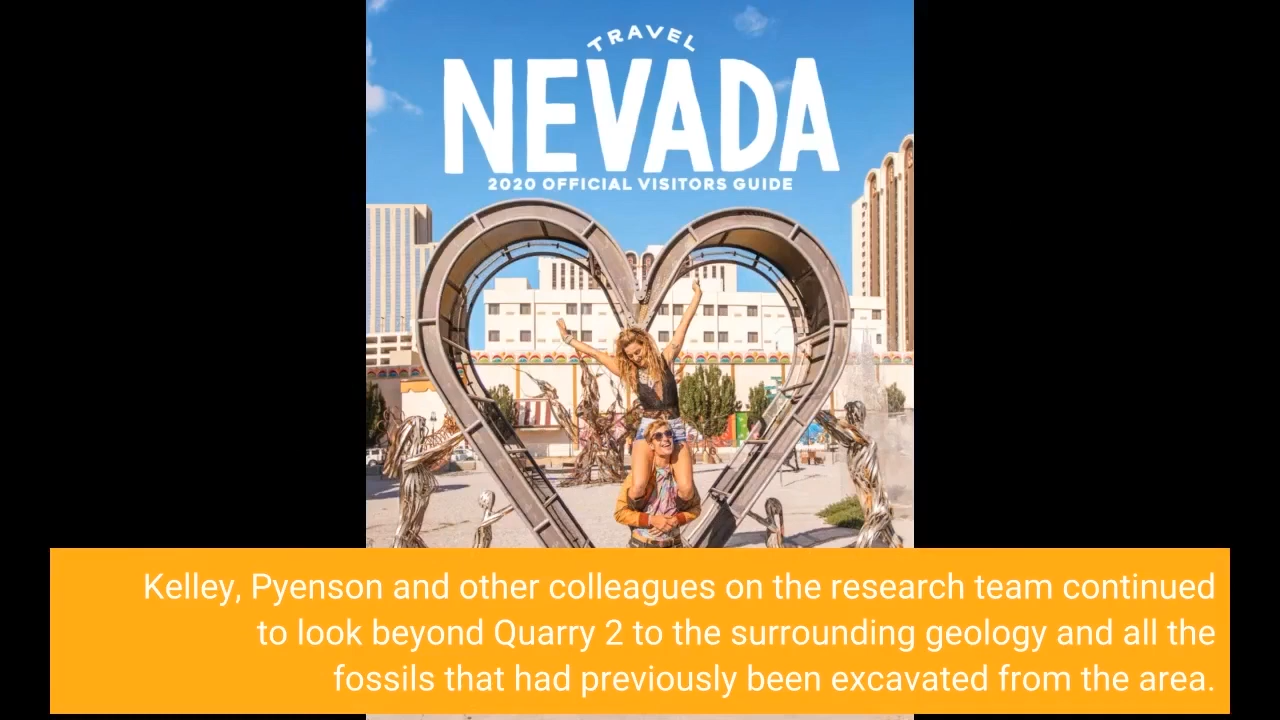 TRAVEL
NEVADA
2020 OFFICIAL VISITORS GUIDE
Kelley, Pyenson and other colleagues on the research team continued
to look beyond Quarry 2 to the surrounding geology and all the
fossils that had previously been excavated from the area.